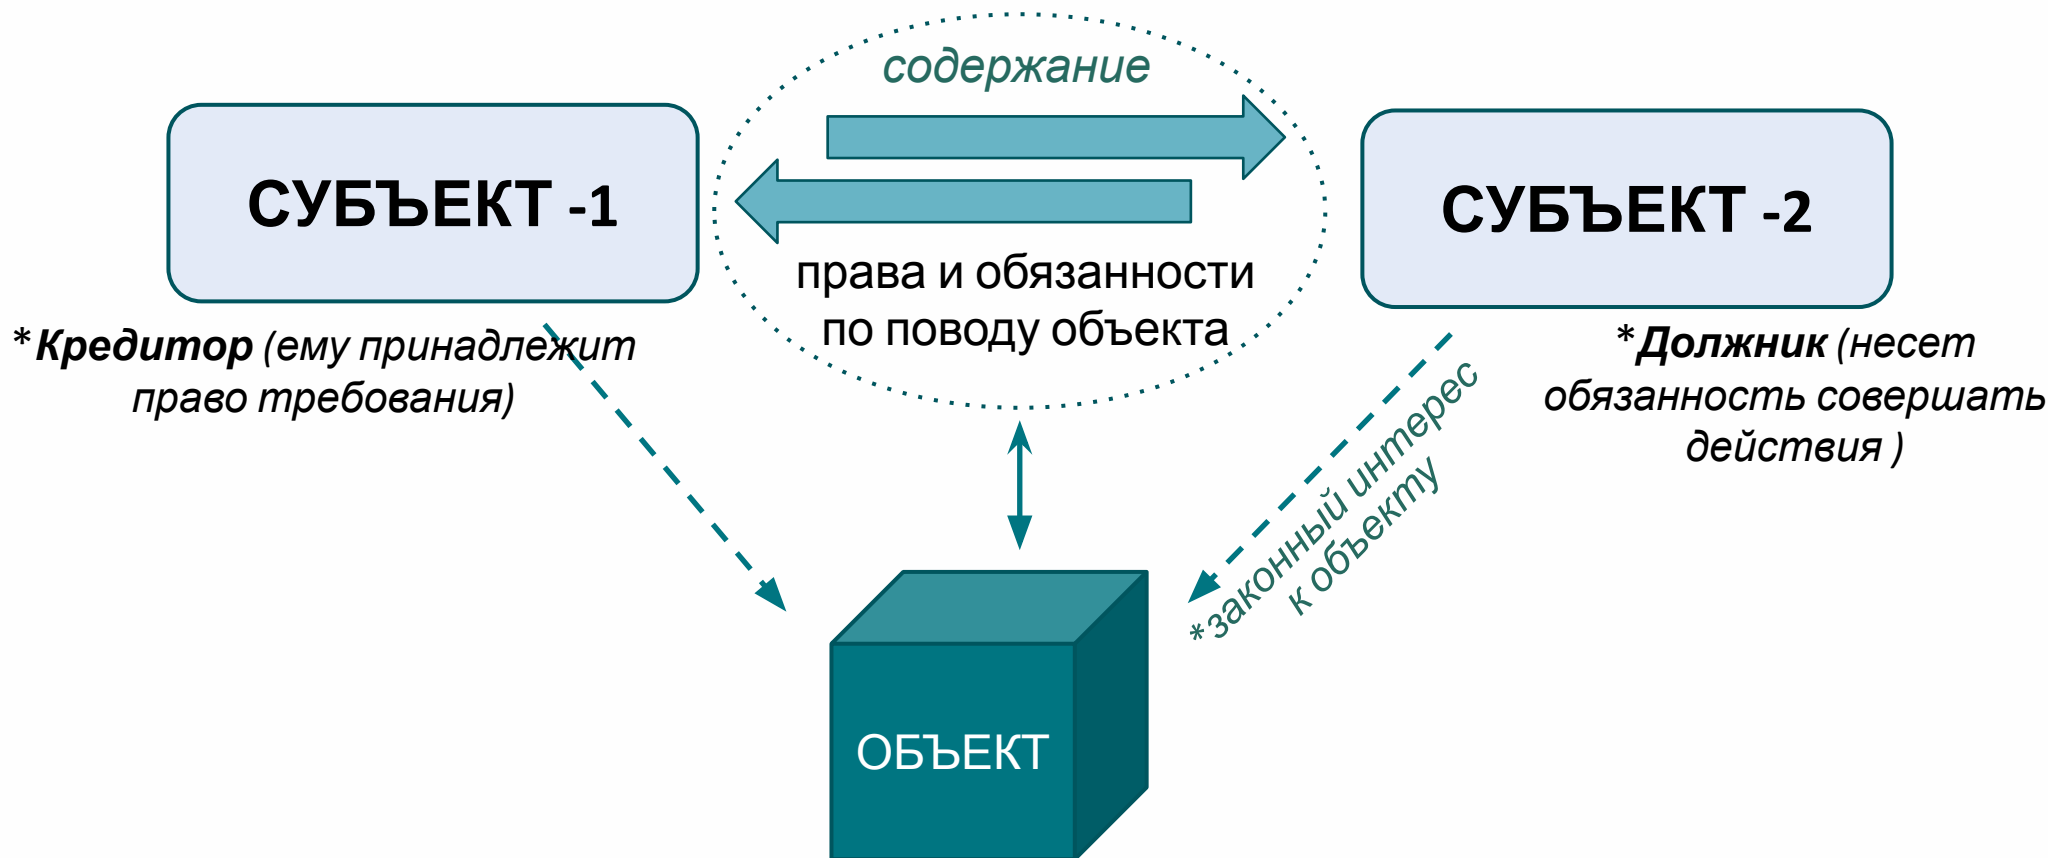 содержание
СУБЪЕКТ -1
СУБЪЕКТ -2
права и обязанности
по поводу объекта
*Кредитор (ему принадлежит
право требования)
*Должник (несет
обязанность совершать
действия )
*законный интерес
к объекту
ОБЪЕКТ